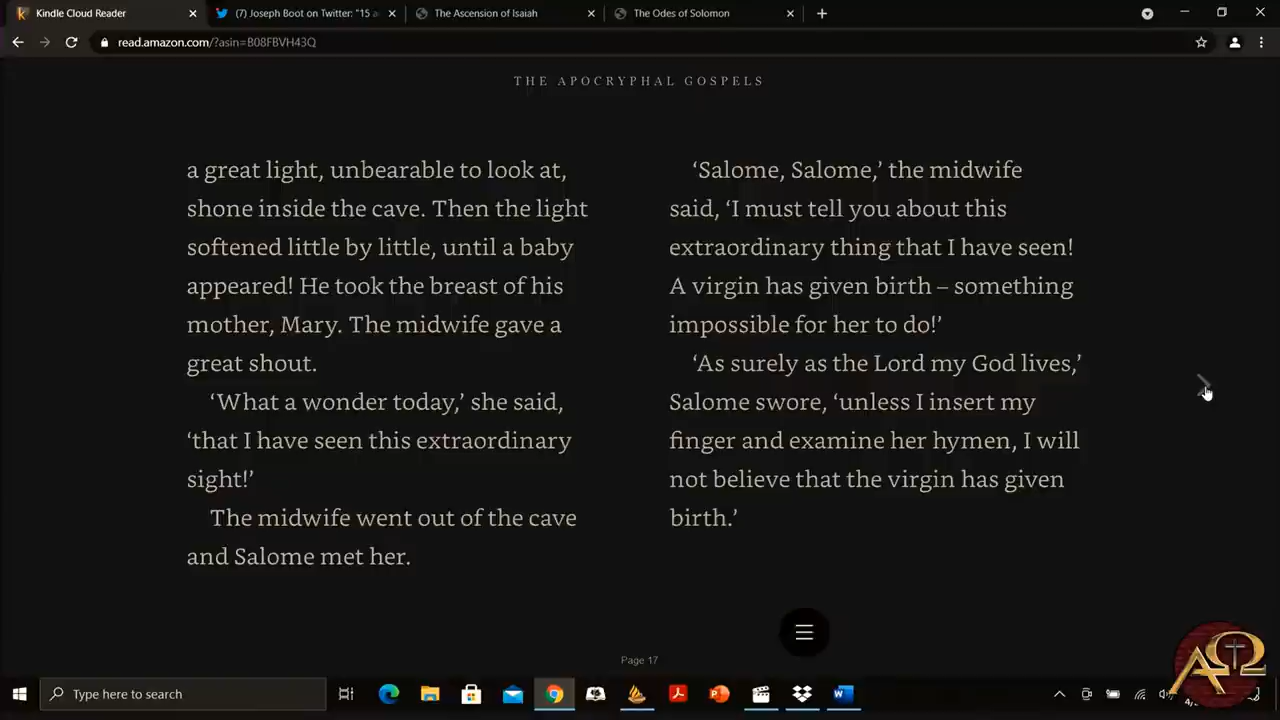 Kindle Cloud Reader
(7) Joseph Boot on Twitter: "15 a
The Ascension of Isaiah
The Odes of Solomon
read.amazon.com/?asin=B08FBVH43Q
THE APOCRYPHAL GOSPELS
a great light, unbearable to look at,
shone inside the cave. Then the light
softened little by little, until a baby
appeared! He took the breast of his
mother, Mary. The midwife gave a
great shout.
‘What a wonder today,’ she said,
‘that I have seen this extraordinary
sight!’
The midwife went out of the cave
and Salome met her.
‘Salome, Salome,’ the midwife
said, ‘I must tell you about this
extraordinary thing that I have seen!
A virgin has given birth – something
impossible for her to do!’
‘As surely as the Lord my God lives,’
Salome swore, ‘unless I insert my
finger and examine her hymen, I will
not believe that the virgin has given
birth.’
Page 17
Type here to search
ΑΩ